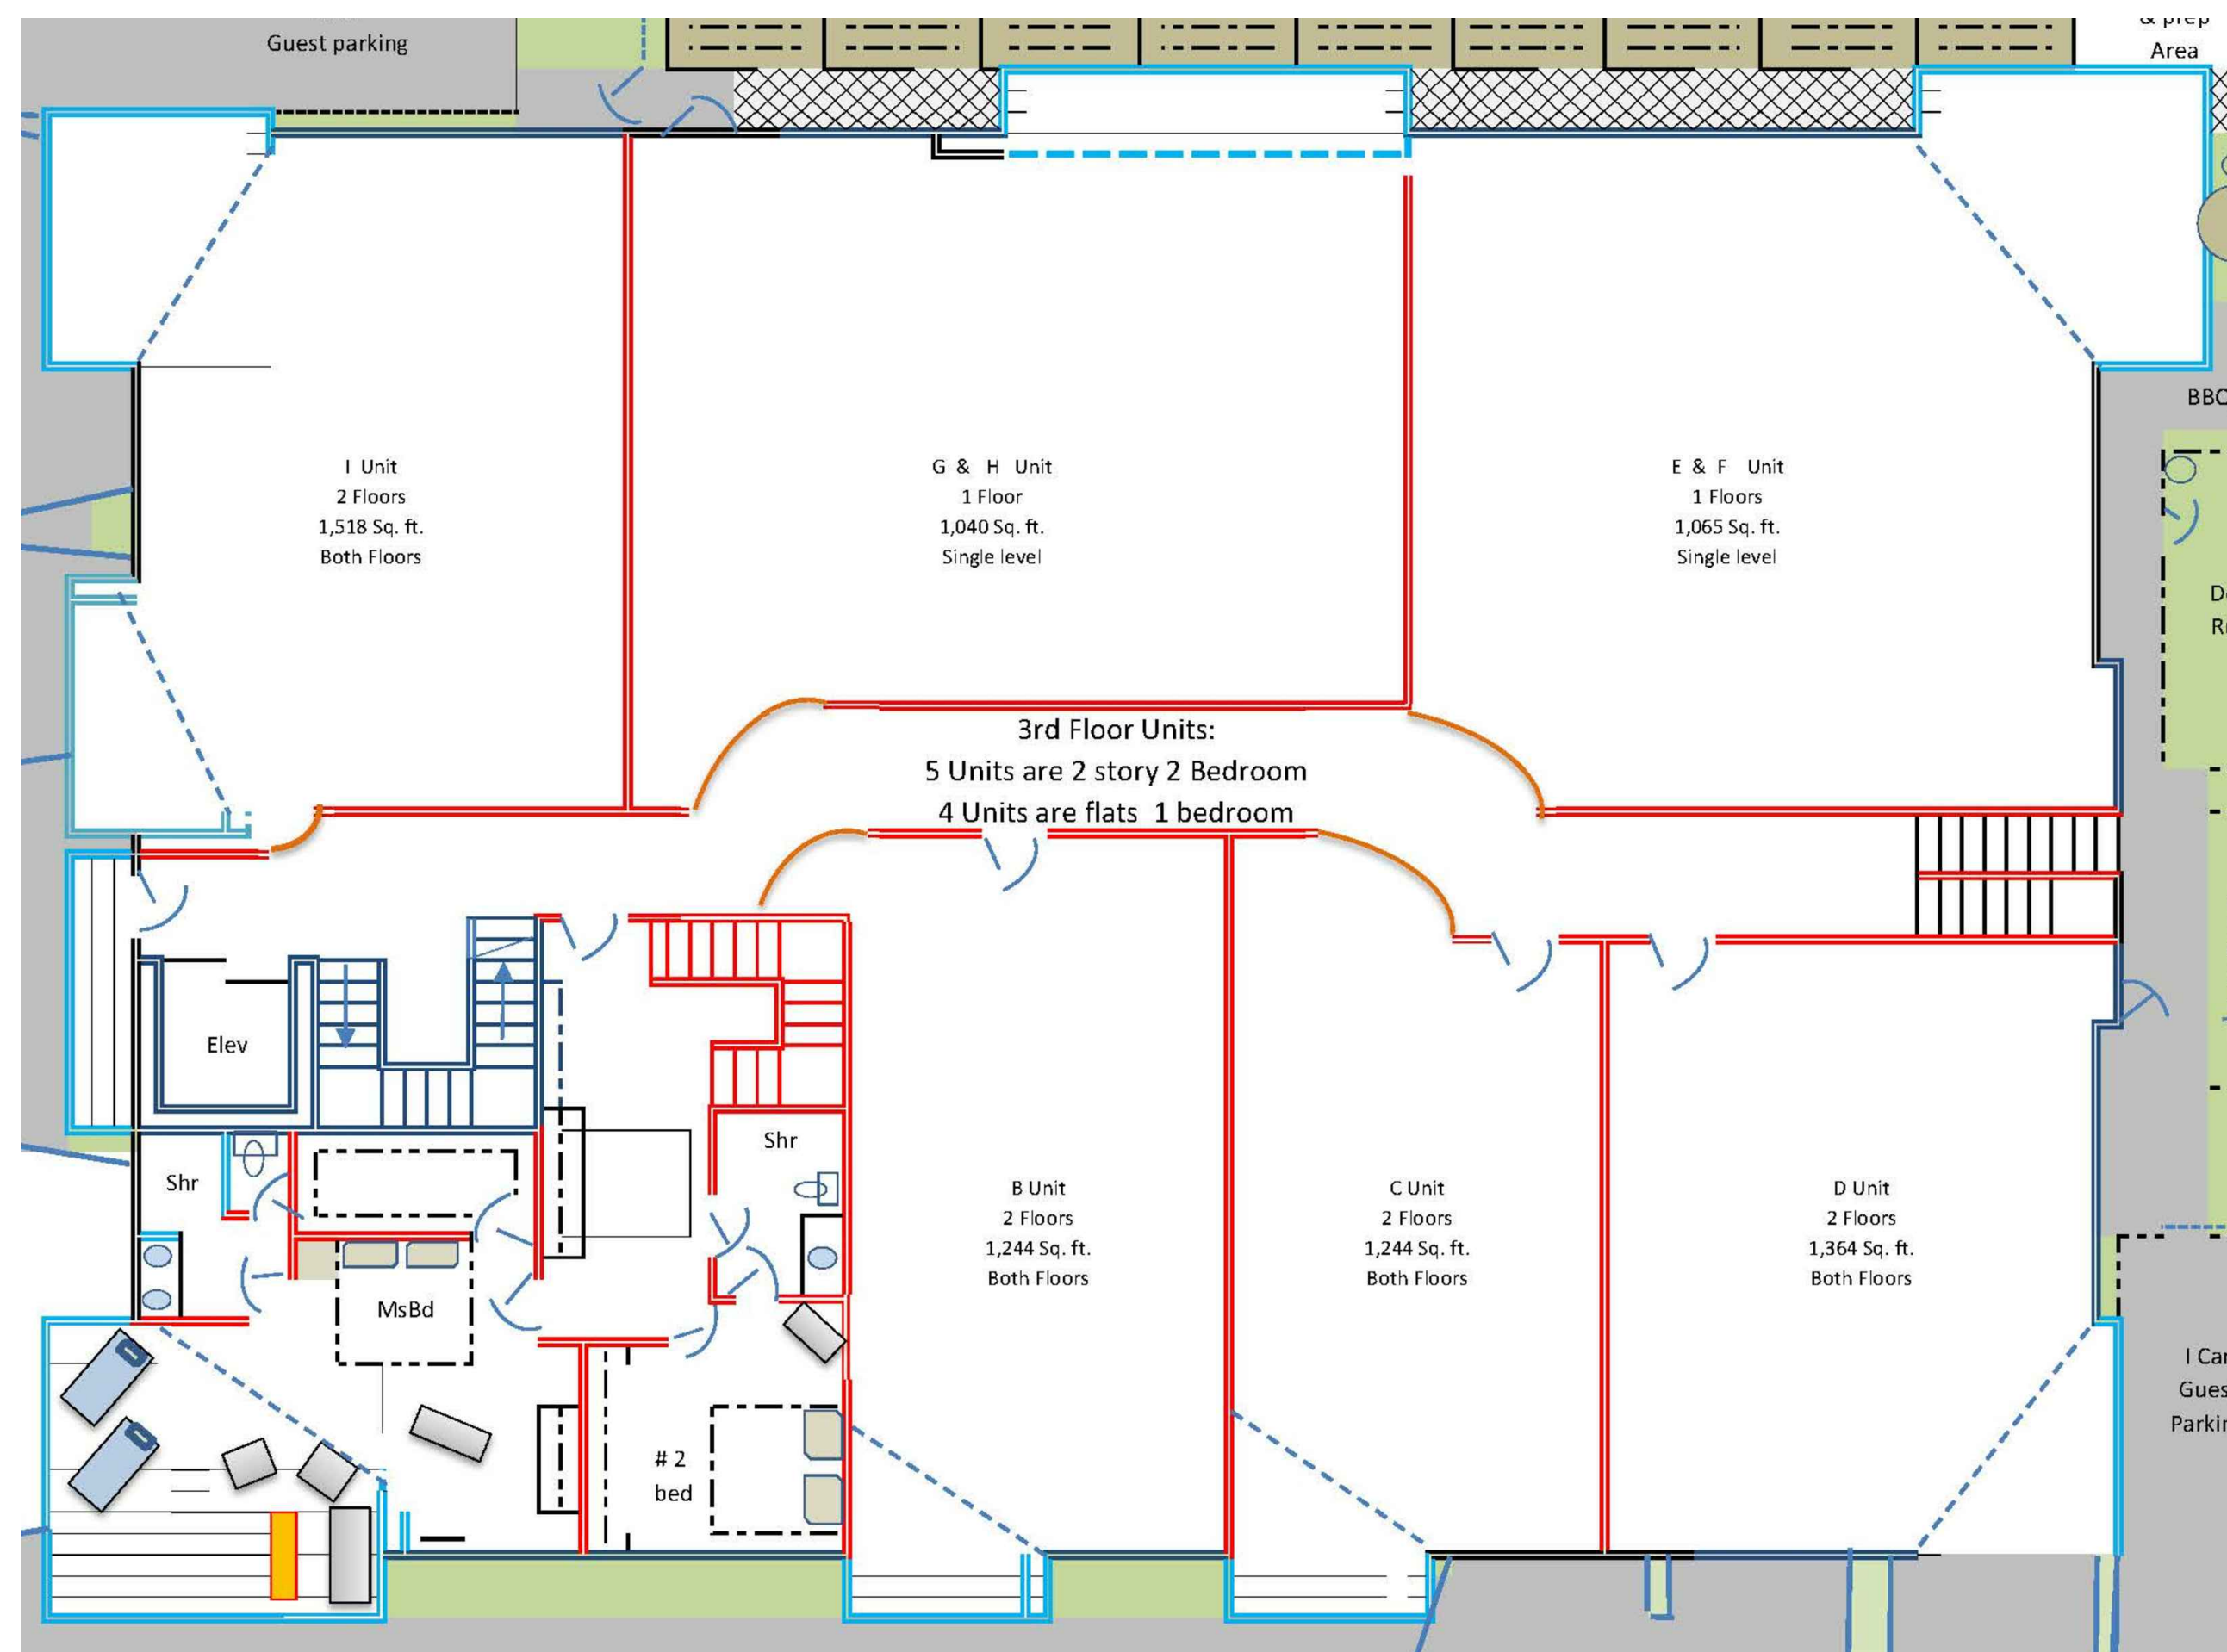 Guest parking
Area
BBQ
I Unit
2 Floors
1,518 Sq. ft.
Both Floors
G & H Unit
1 Floor
1,040 Sq. ft.
Single level
E & F Unit
1 Floors
1,065 Sq. ft.
Single level
3rd Floor Units:
5 Units are 2 story 2 Bedroom
4 Units are flats 1 bedroom
Elev
Shr
Shr
MsBd
# 2
bed
B Unit
2 Floors
1,244 Sq. ft.
Both Floors
C Unit
2 Floors
1,244 Sq. ft.
Both Floors
D Unit
2 Floors
1,364 Sq. ft.
Both Floors